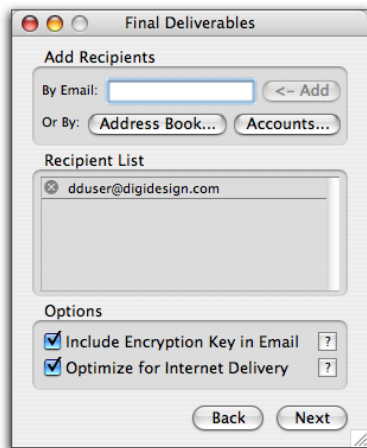 Final Deliverables
Add Recipients
By Email: <- Add
Or By: Address Book... Accounts...
Recipient List
dduser@digidesign.com
Options
Include Encryption Key in Email ?
Optimize for Internet Delivery ?
Back Next